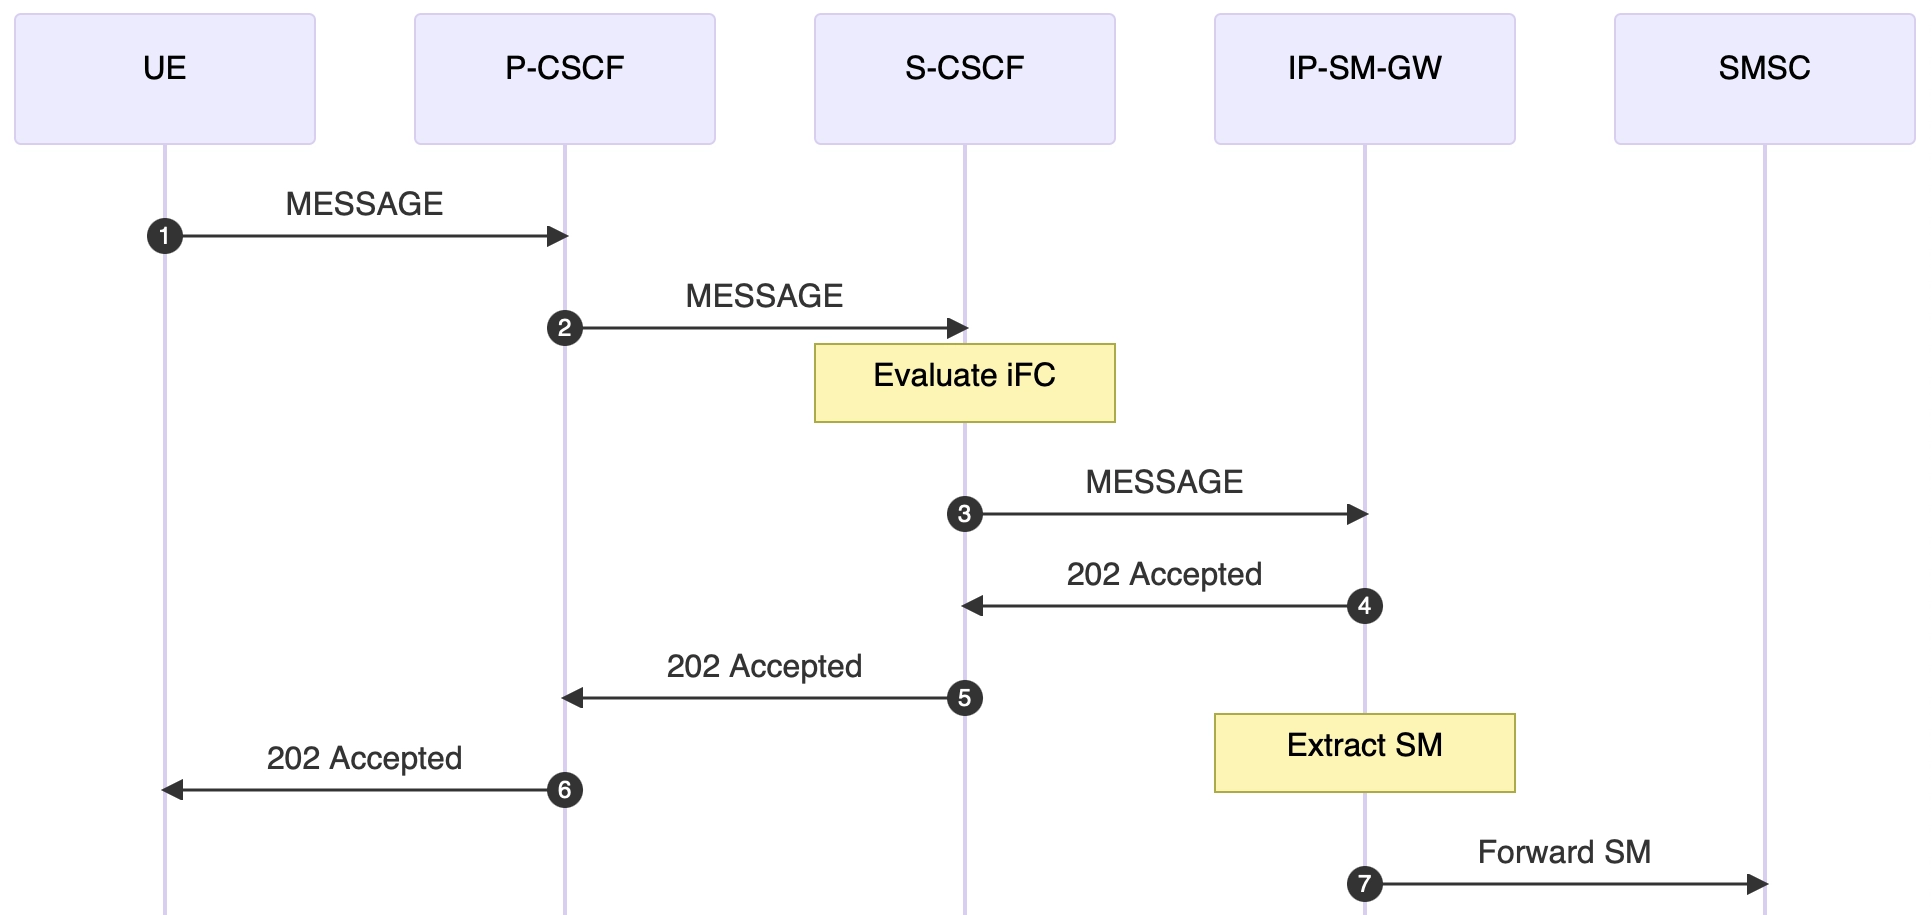 UE
P-CSCF
S-CSCF
IP-SM-GW
SMSC
MESSAGE
1
MESSAGE
2
Evaluate iFC
MESSAGE
3
202 Accepted
4
202 Accepted
5
Extract SM
202 Accepted
6
Forward SM
7